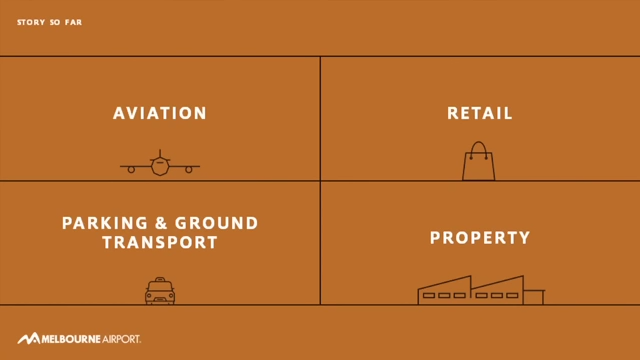 STORY SO FAR
AVIATION
RETAIL
PARKING & GROUND
TRANSPORT
PROPERTY
MELBOURNE AIRPORT.